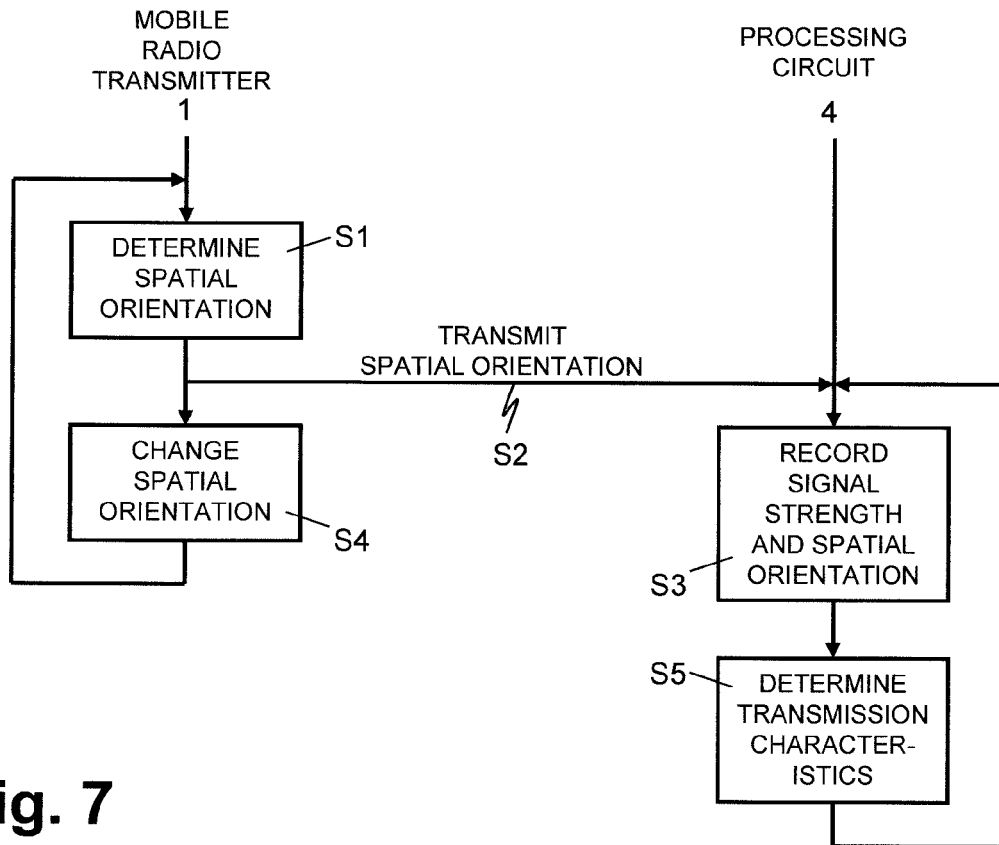 MOBILE
RADIO
TRANSMITTER
1
PROCESSING
CIRCUIT
4
DETERMINE
SPATIAL
ORIENTATION
S1
TRANSMIT
SPATIAL ORIENTATION
S2
CHANGE
SPATIAL
ORIENTATION
S4
RECORD
SIGNAL
STRENGTH
AND SPATIAL
ORIENTATION
S3
S5
DETERMINE
TRANSMISSION
CHARACTER-
ISTICS
ig. 7